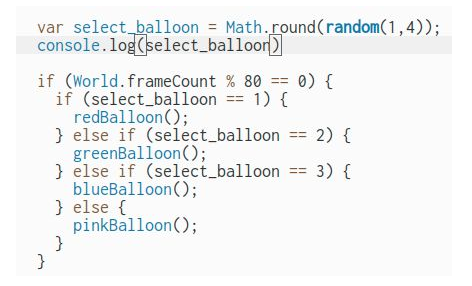 var select_balloon = Math.round(random(1,4));
console.log(select_balloon)
if (World.frameCount % 80 == 0) {
if (select_balloon == 1) {
redBalloon();
} else if (select_balloon == 2) {
greenBalloon();
} else if (select_balloon == 3) {
blueBalloon();
} else {
pinkBalloon();
}
}